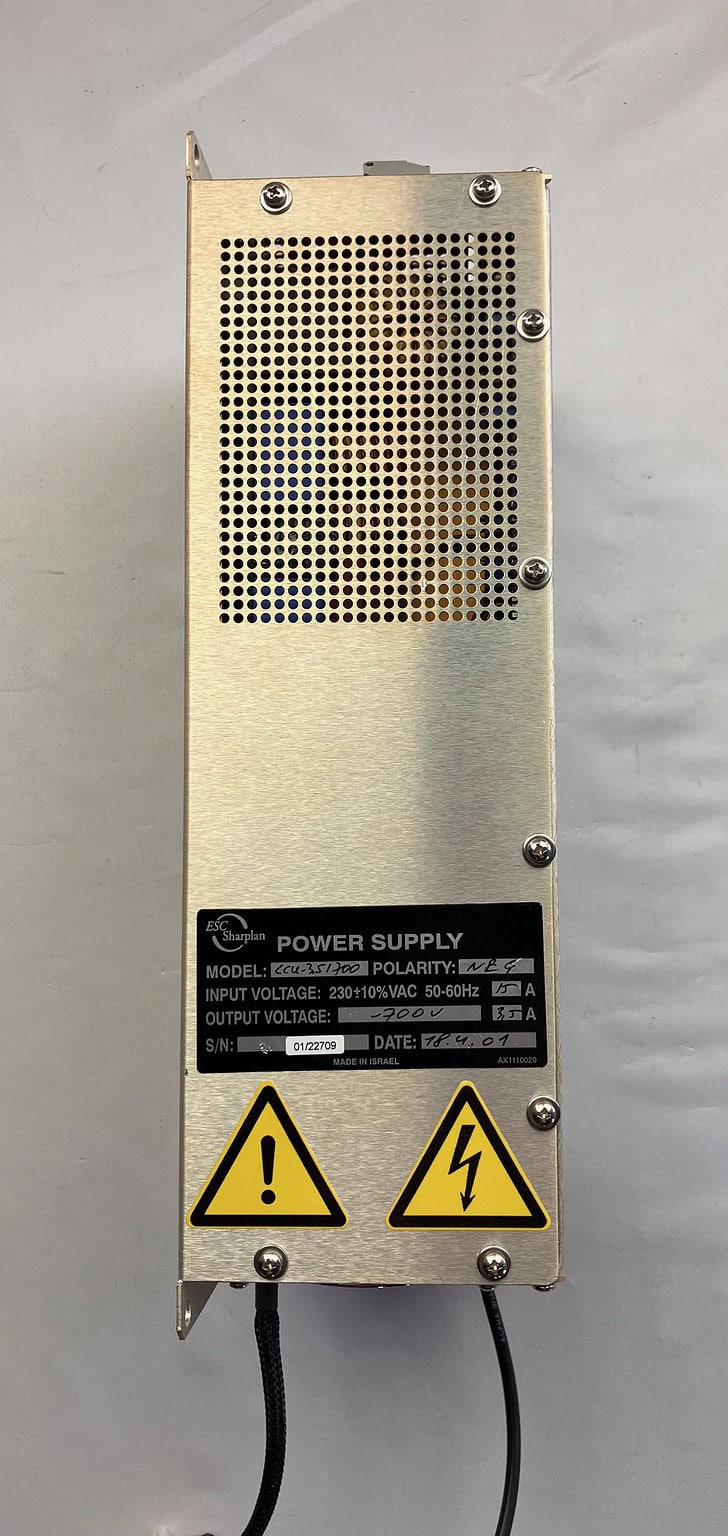 ESC
Sharplan
POWER SUPPLY
MODEL: CCU-351700 POLARITY: NEG
INPUT VOLTAGE: 230±10%VAC 50-60Hz 15 A
OUTPUT VOLTAGE: -700V 3,5 A
S/N: 01/22709 DATE: 18.4.01
MADE IN ISRAEL AX1110020